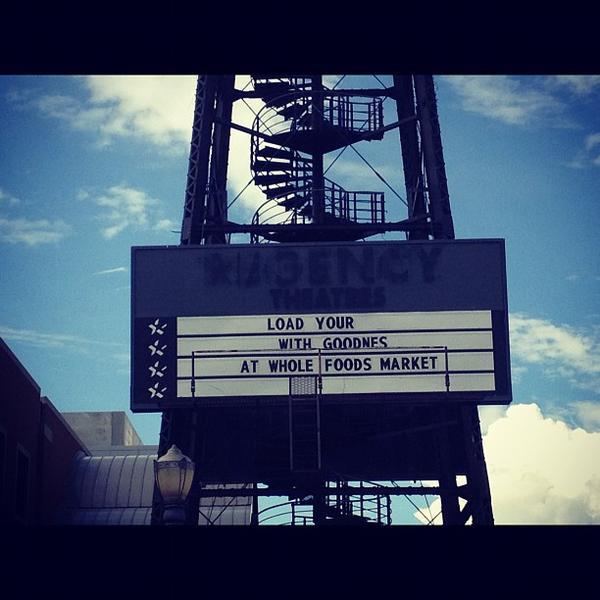 REGENCY
THEATRES
LOAD YOUR
WITH GOODNES
AT WHOLE FOODS MARKET